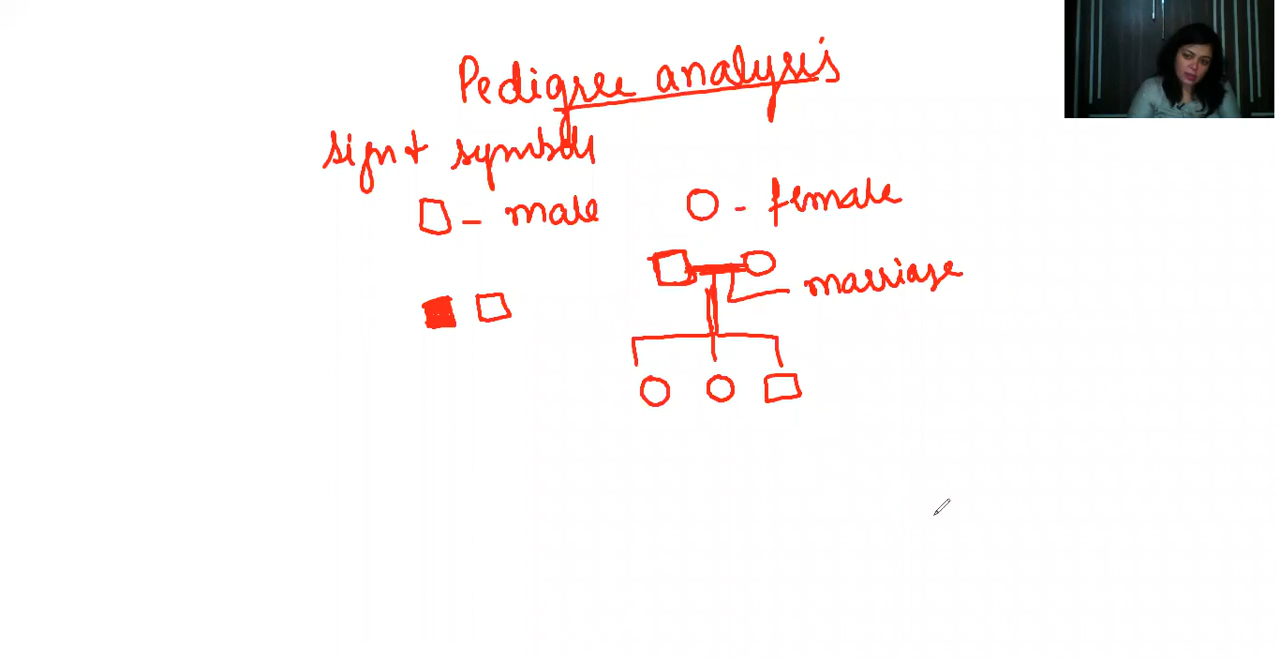 Pedigree analysis
sign & symbols
- male
- female
marriage